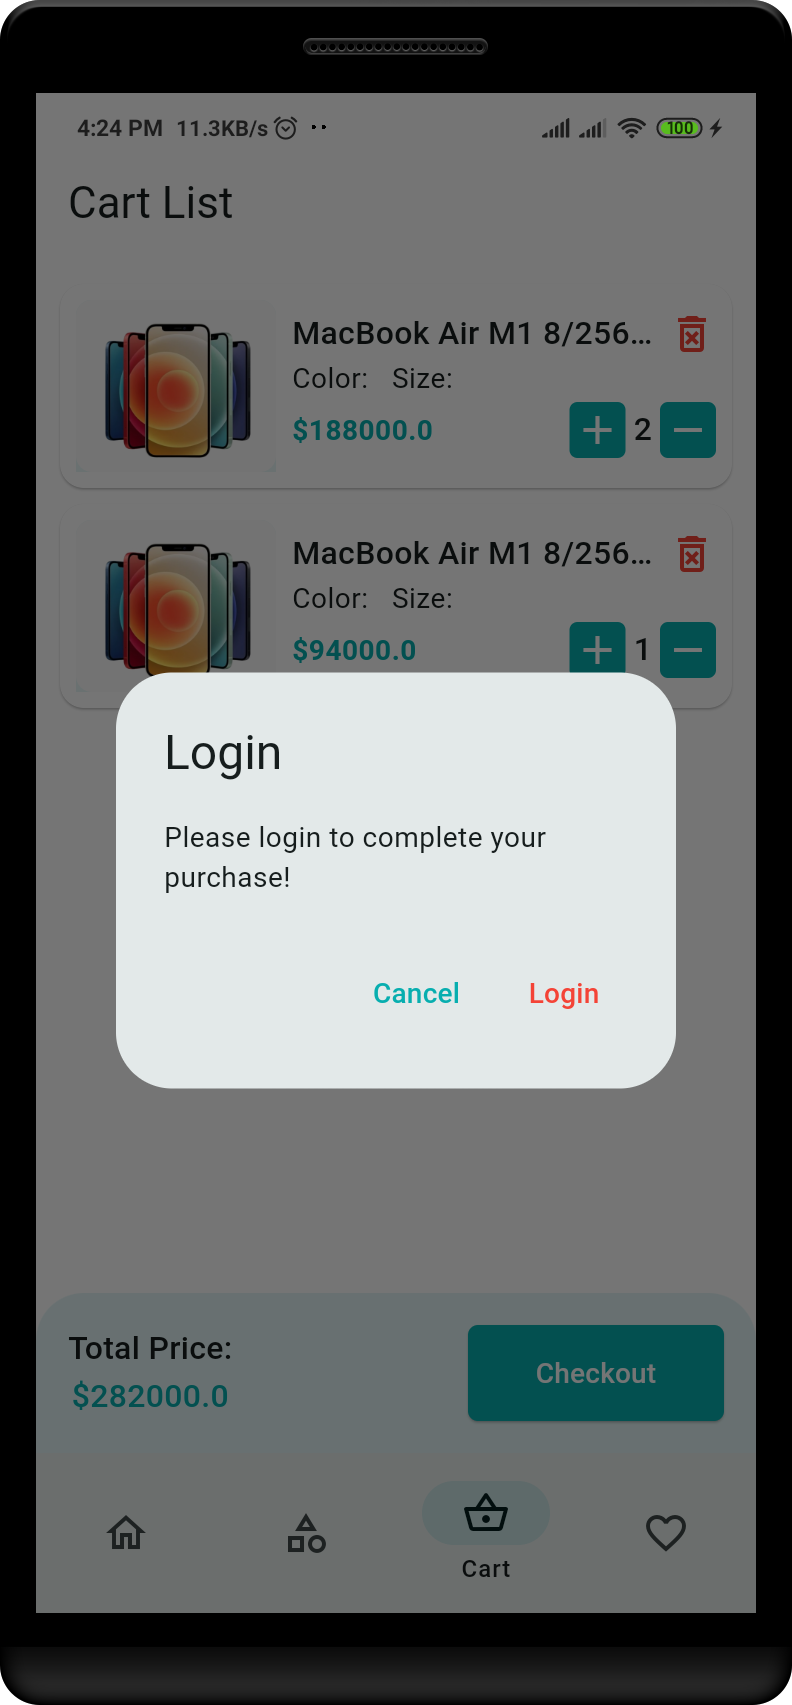 4:24 PM 11.3KB/s
100
Cart List
MacBook Air M1 8/256...
Color: Size:
$188000.0 2
MacBook Air M1 8/256...
Color: Size:
$94000.0 1
Login
Please login to complete your
purchase!
Cancel Login
Total Price:
$282000.0
Checkout
Cart